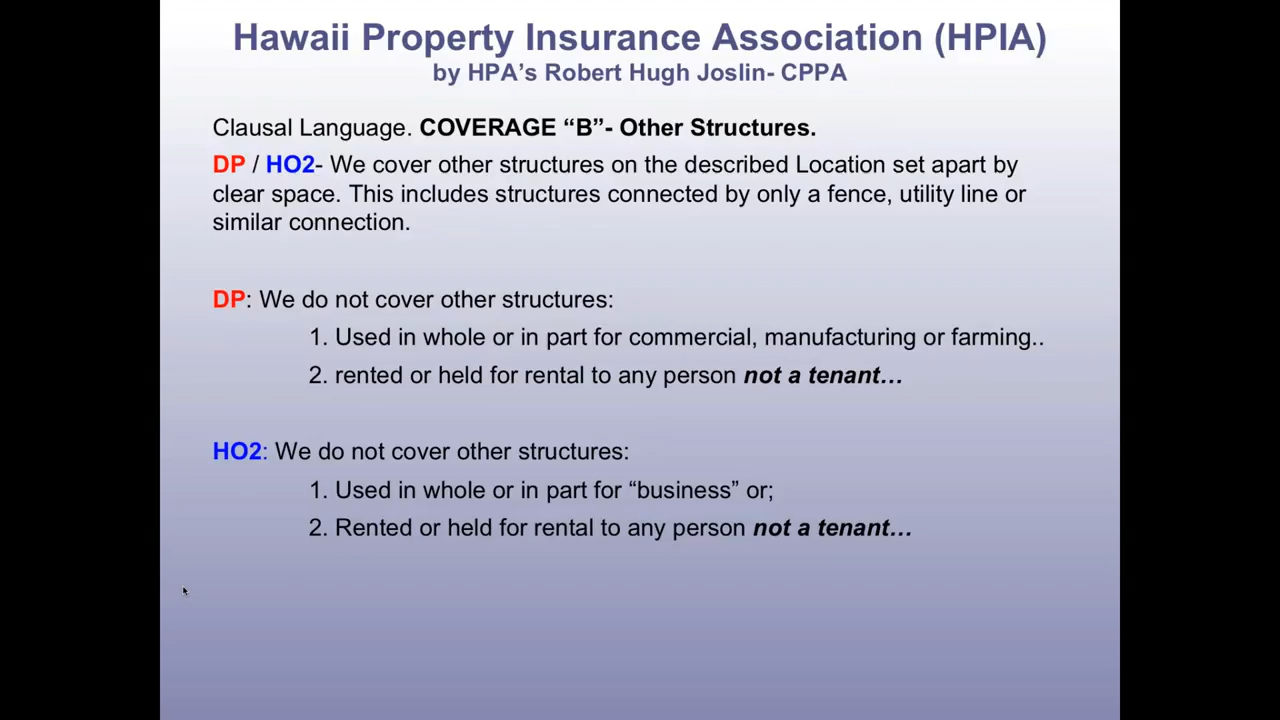 Hawaii Property Insurance Association (HPIA)
by HPA’s Robert Hugh Joslin- CPPA
Clausal Language. COVERAGE “B”- Other Structures.
DP / HO2- We cover other structures on the described Location set apart by
clear space. This includes structures connected by only a fence, utility line or
similar connection.
DP: We do not cover other structures:
1. Used in whole or in part for commercial, manufacturing or farming..
2. rented or held for rental to any person not a tenant…
HO2: We do not cover other structures:
1. Used in whole or in part for “business” or;
2. Rented or held for rental to any person not a tenant…